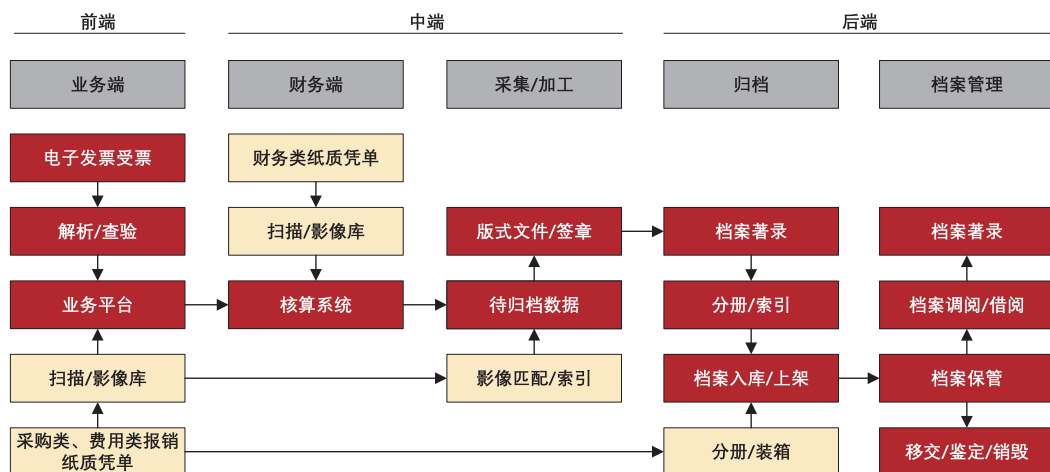 前端
中端
后端
业务端
财务端
采集/加工
归档
档案管理
电子发票受票
财务类纸质凭单
解析/查验
扫描/影像库
版式文件/签章
档案著录
档案著录
业务平台
核算系统
待归档数据
分册/索引
档案调阅/借阅
扫描/影像库
影像匹配/索引
档案入库/上架
档案保管
采购类、费用类报销
纸质凭单
分册/装箱
移交/鉴定/销毁